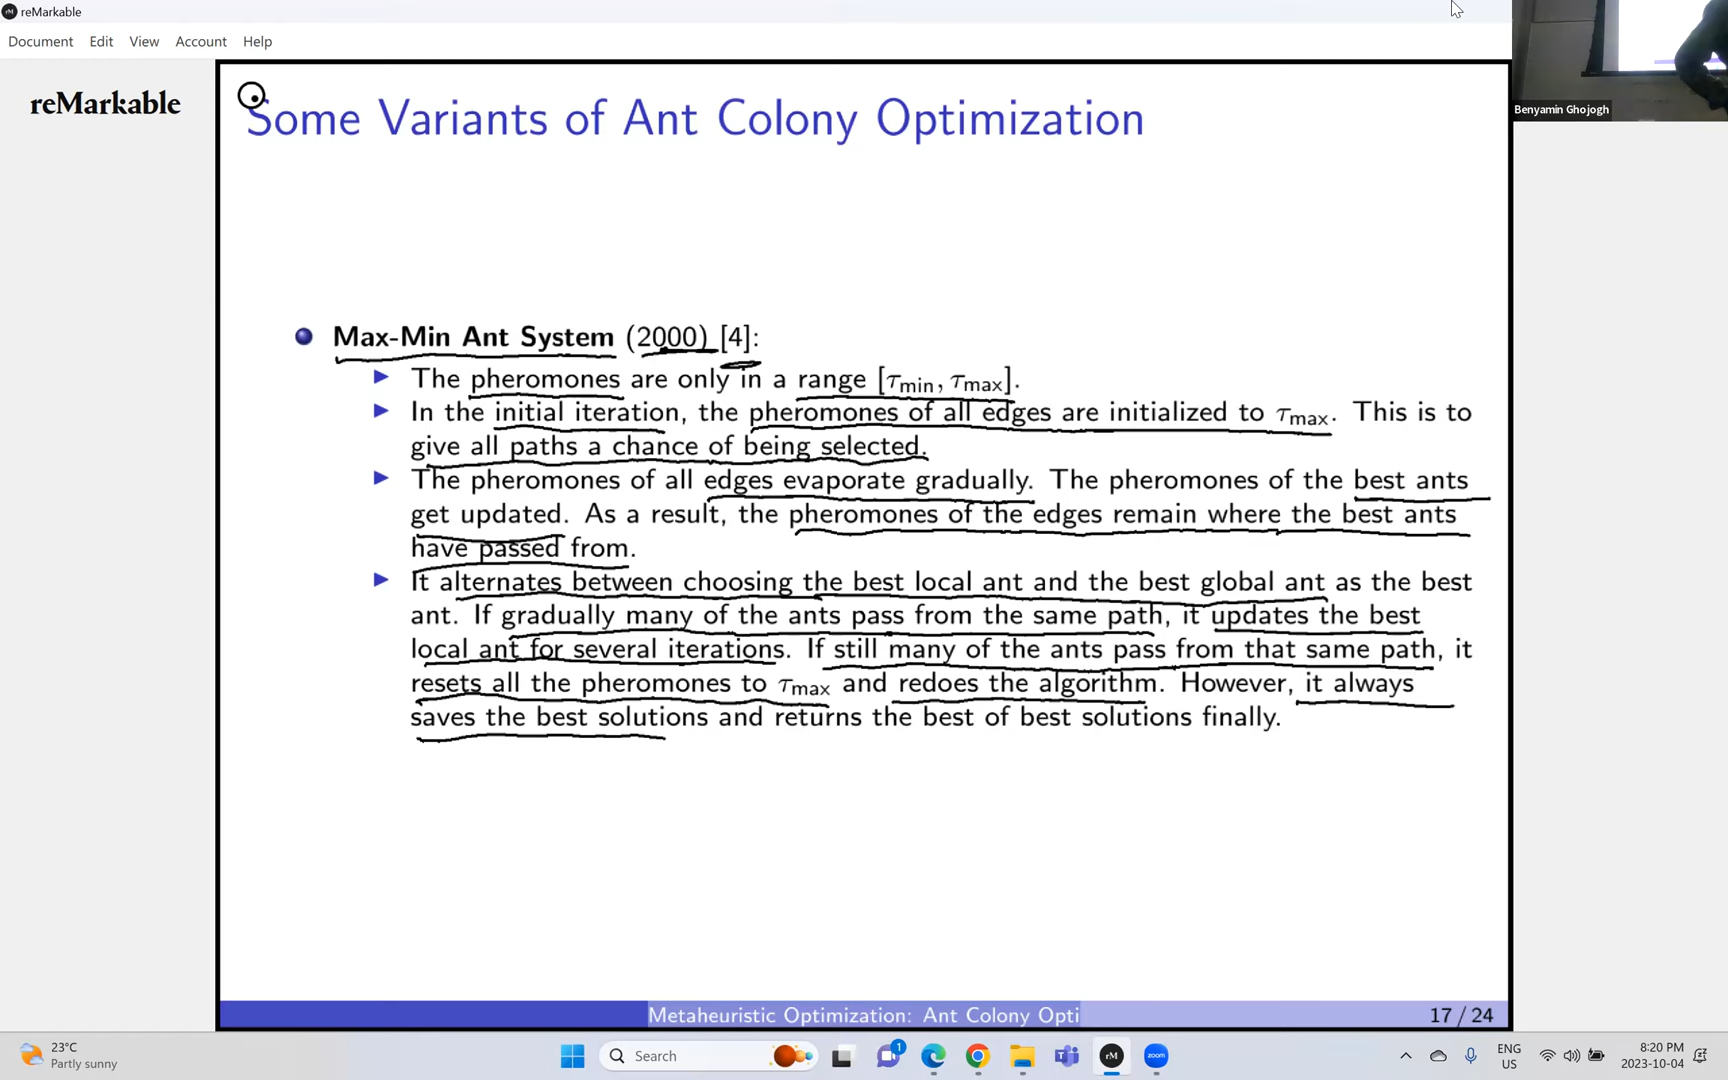 reMarkable
Document Edit View Account Help
reMarkable
Benyamin Ghojogh
Some Variants of Ant Colony Optimization
Max-Min Ant System (2000) [4]:
The pheromones are only in a range [τmin, τmax].
In the initial iteration, the pheromones of all edges are initialized to τmax. This is to
give all paths a chance of being selected.
The pheromones of all edges evaporate gradually. The pheromones of the best ants
get updated. As a result, the pheromones of the edges remain where the best ants
have passed from.
It alternates between choosing the best local ant and the best global ant as the best
ant. If gradually many of the ants pass from the same path, it updates the best
local ant for several iterations. If still many of the ants pass from that same path, it
resets all the pheromones to τmax and redoes the algorithm. However, it always
saves the best solutions and returns the best of best solutions finally.
Metaheuristic Optimization: Ant Colony Opti
17 / 24
23°C
Partly sunny
Search
1
rM
zoom
ENG
US
8:20 PM
2023-10-04